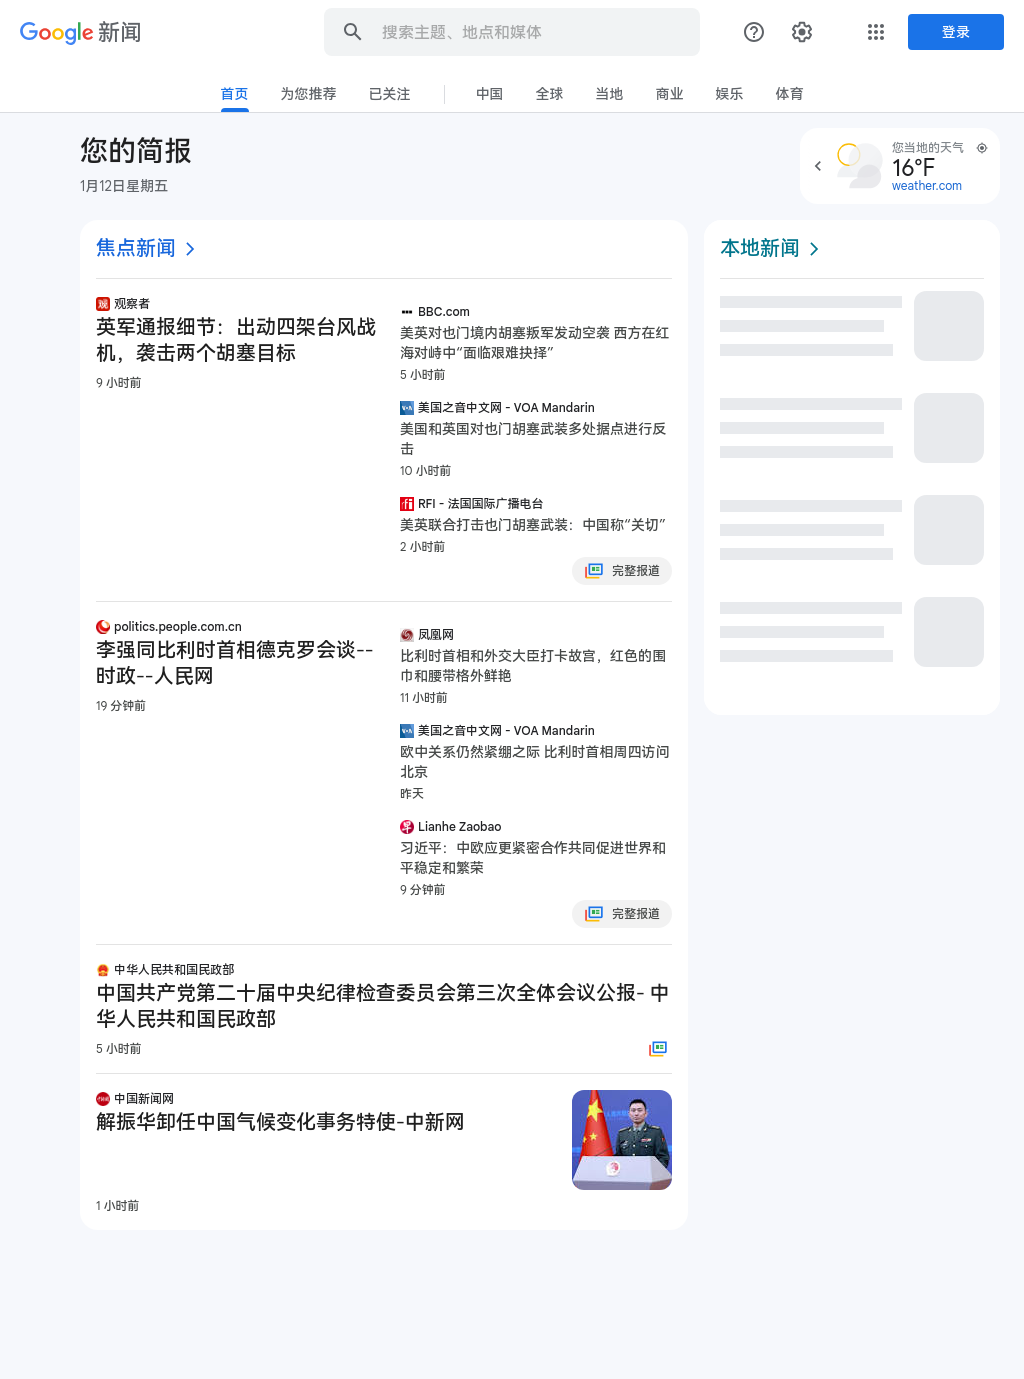 Google 新闻
搜索主题、地点和媒体
登录
首页
为您推荐
已关注
中国
全球
当地
商业
娱乐
体育
您的简报
1月12日星期五
您当地的天气
16°F
weather.com
焦点新闻
观察者
英军通报细节：出动四架台风战
机，袭击两个胡塞目标
9 小时前
BBC.com
美英对也门境内胡塞叛军发动空袭 西方在红
海对峙中“面临艰难抉择”
5 小时前
美国之音中文网 - VOA Mandarin
美国和英国对也门胡塞武装多处据点进行反
击
10 小时前
RFI - 法国国际广播电台
美英联合打击也门胡塞武装：中国称“关切”
2 小时前
完整报道
politics.people.com.cn
李强同比利时首相德克罗会谈--
时政--人民网
19 分钟前
凤凰网
比利时首相和外交大臣打卡故宫，红色的围
巾和腰带格外鲜艳
11 小时前
美国之音中文网 - VOA Mandarin
欧中关系仍然紧绷之际 比利时首相周四访问
北京
昨天
Lianhe Zaobao
习近平：中欧应更紧密合作共同促进世界和
平稳定和繁荣
9 分钟前
完整报道
中华人民共和国民政部
中国共产党第二十届中央纪律检查委员会第三次全体会议公报- 中
华人民共和国民政部
5 小时前
中国新闻网
解振华卸任中国气候变化事务特使-中新网
1 小时前
本地新闻